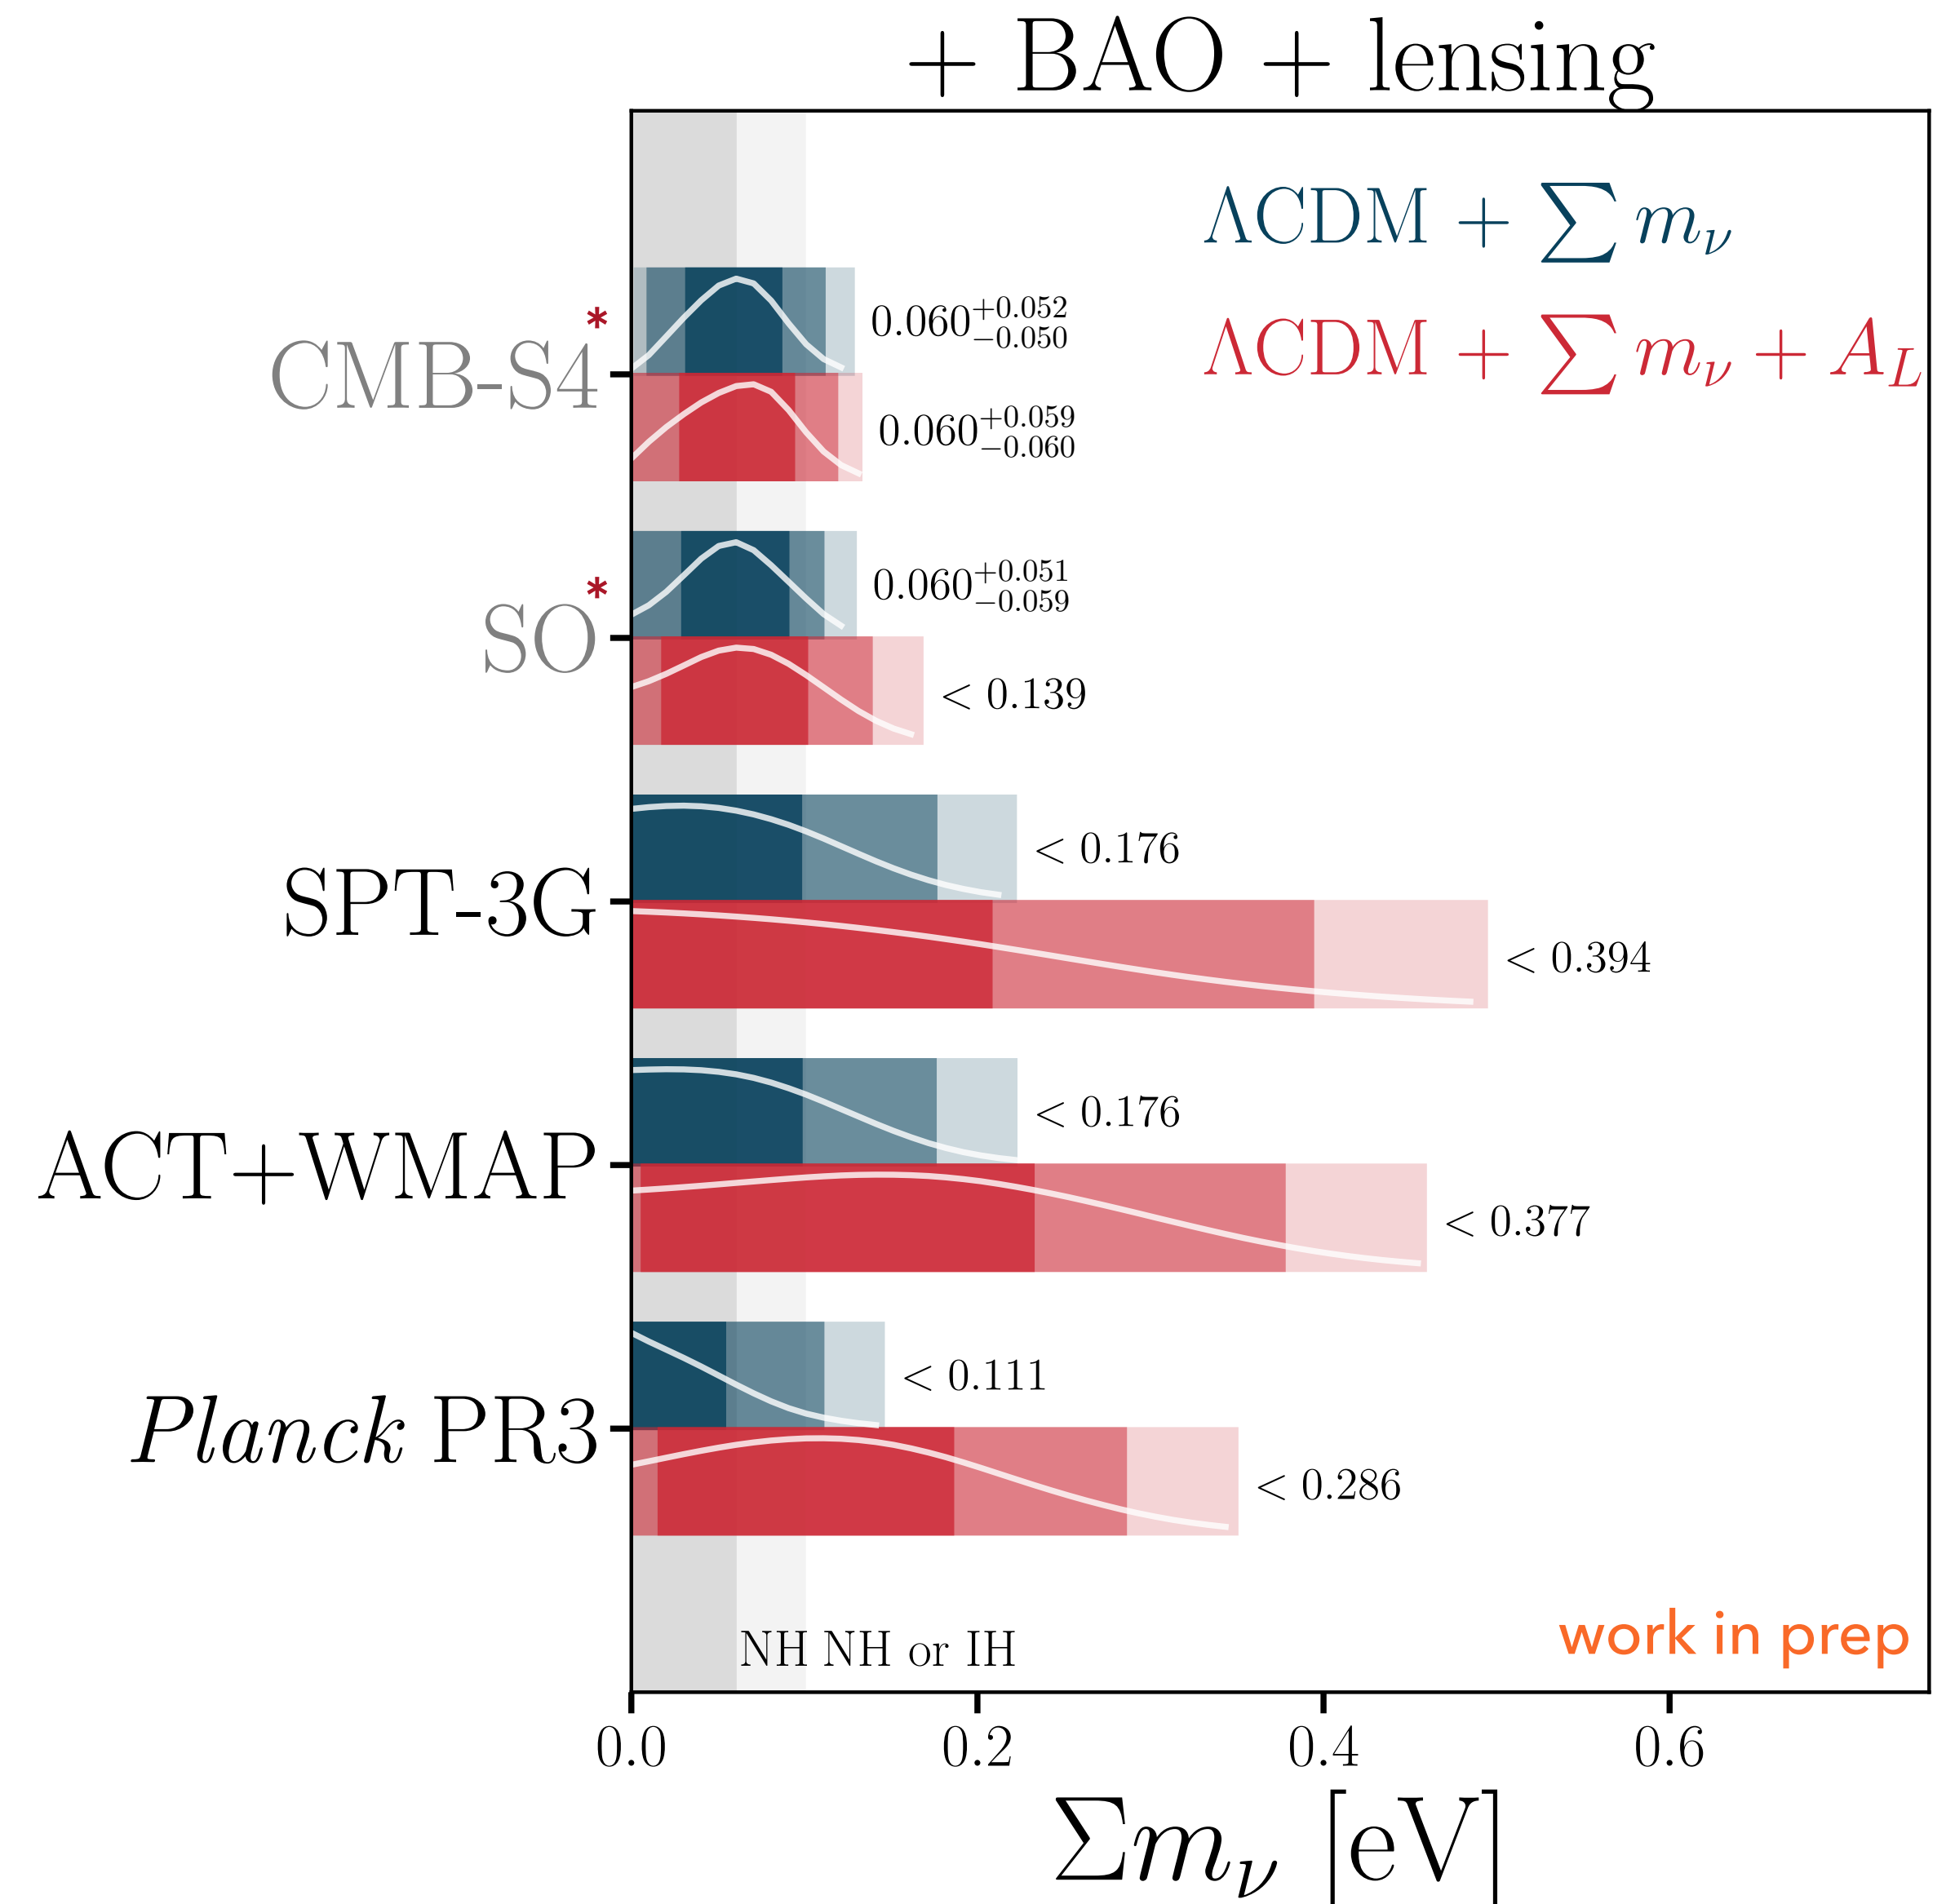 + BAO + lensing
ΛCDM + ∑ mν
ΛCDM + ∑ mν + A_L
CMB-S4*
0.060^{+0.052}_{−0.050}
0.060^{+0.059}_{−0.060}
SO*
0.060^{+0.051}_{−0.059}
< 0.139
SPT-3G
< 0.176
< 0.394
ACT+WMAP
< 0.176
< 0.377
Planck PR3
< 0.111
< 0.286
NH NH or IH
work in prep
0.0 0.2 0.4 0.6
Σmν [eV]